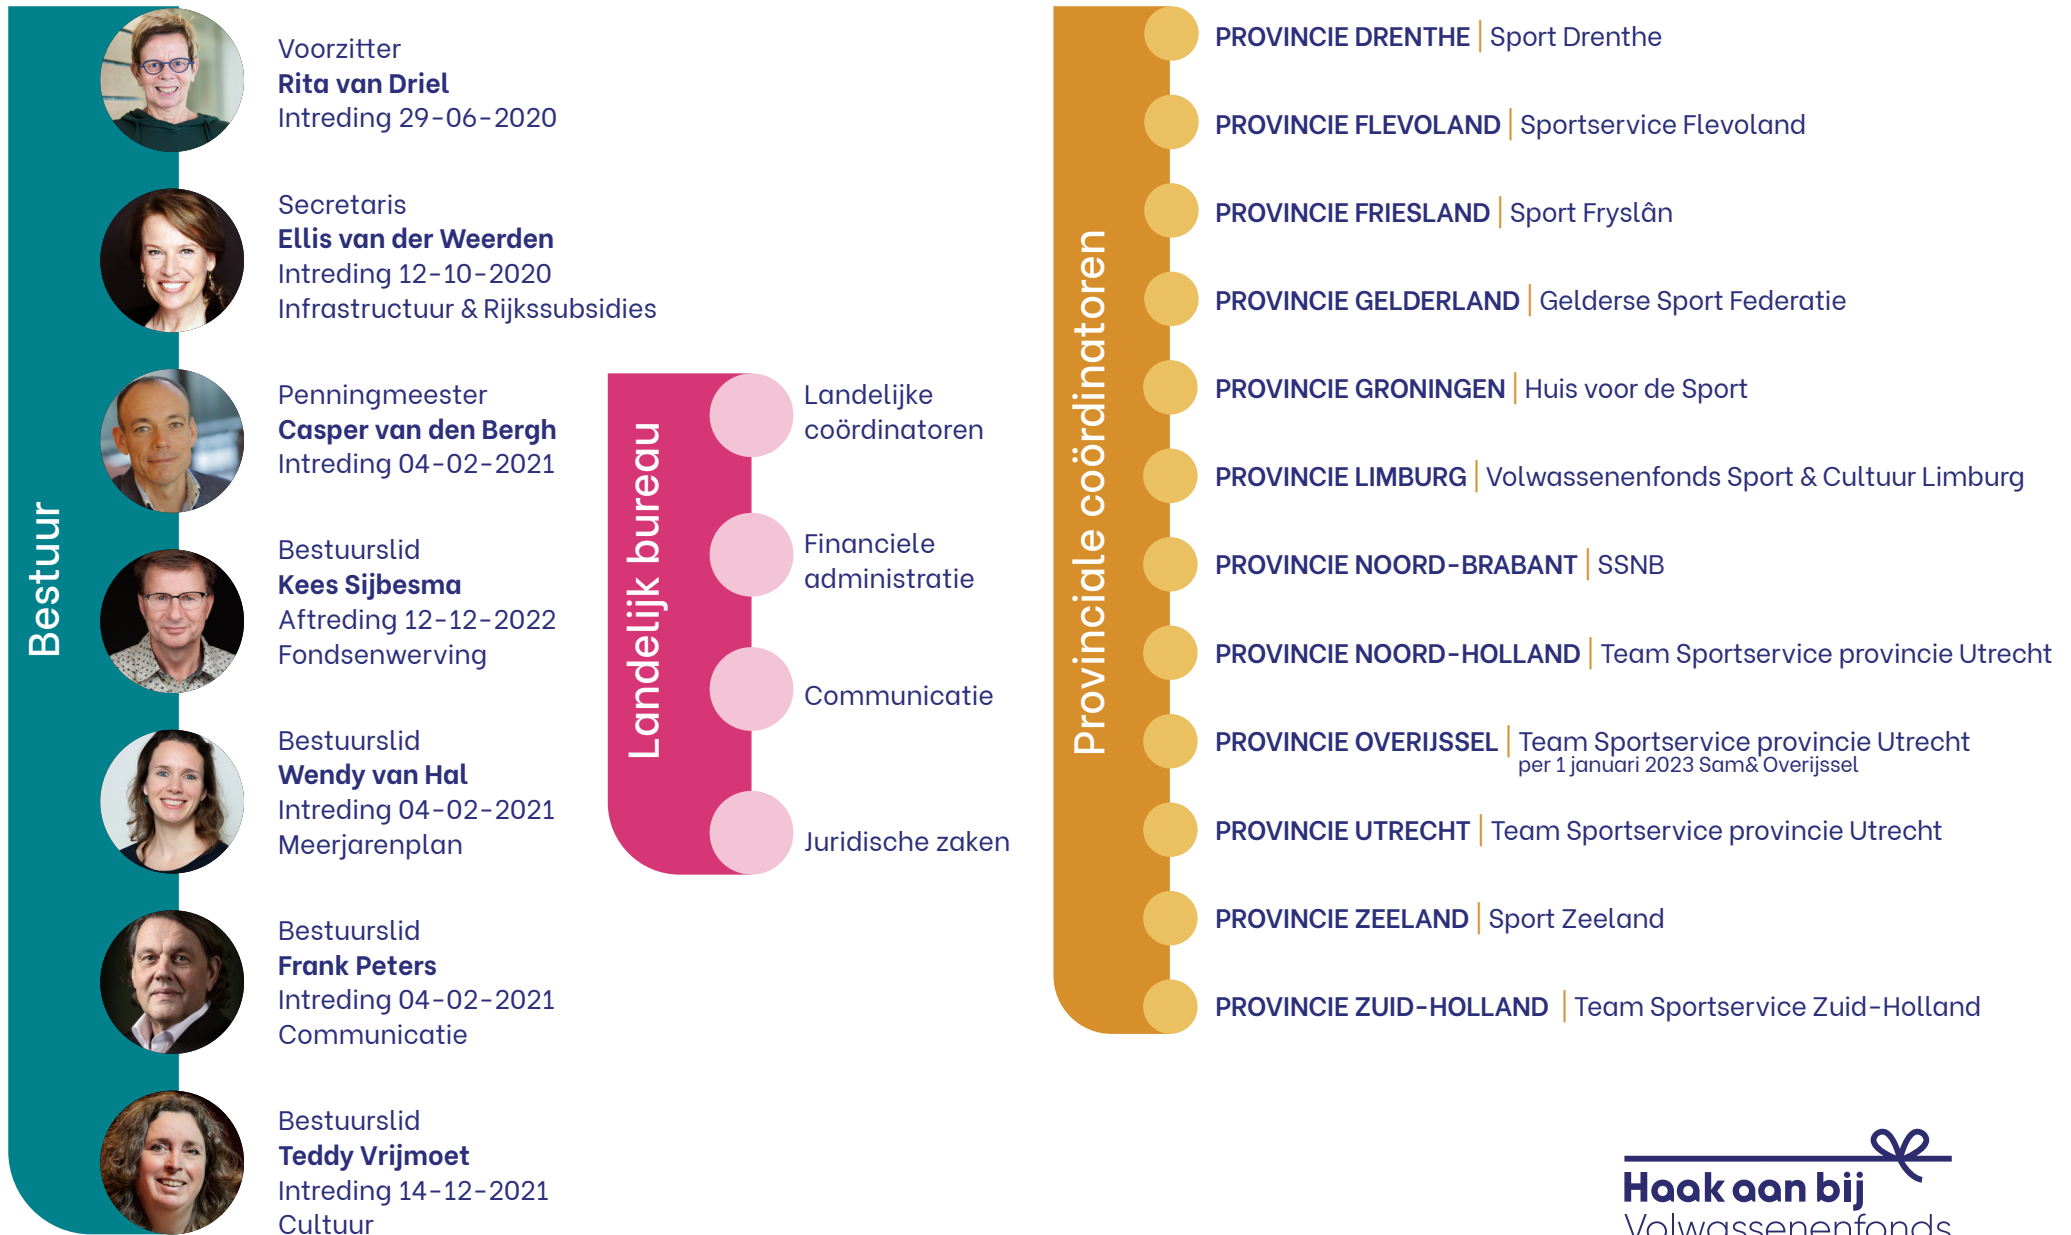 Bestuur
Voorzitter
Rita van Driel
Intreding 29-06-2020
Secretaris
Ellis van der Weerden
Intreding 12-10-2020
Infrastructuur & Rijkssubsidies
Penningmeester
Casper van den Bergh
Intreding 04-02-2021
Bestuurslid
Kees Sijbesma
Aftreding 12-12-2022
Fondsenwerving
Bestuurslid
Wendy van Hal
Intreding 04-02-2021
Meerjarenplan
Bestuurslid
Frank Peters
Intreding 04-02-2021
Communicatie
Bestuurslid
Teddy Vrijmoet
Intreding 14-12-2021
Cultuur
Landelijk bureau
Landelijke
coördinatoren
Financiele
administratie
Communicatie
Juridische zaken
Provinciale coördinatoren
PROVINCIE DRENTHE | Sport Drenthe
PROVINCIE FLEVOLAND | Sportservice Flevoland
PROVINCIE FRIESLAND | Sport Fryslân
PROVINCIE GELDERLAND | Gelderse Sport Federatie
PROVINCIE GRONINGEN | Huis voor de Sport
PROVINCIE LIMBURG | Volwassenenfonds Sport & Cultuur Limburg
PROVINCIE NOORD-BRABANT | SSNB
PROVINCIE NOORD-HOLLAND | Team Sportservice provincie Utrecht
PROVINCIE OVERIJSSEL | Team Sportservice provincie Utrecht
per 1 januari 2023 Sam& Overijssel
PROVINCIE UTRECHT | Team Sportservice provincie Utrecht
PROVINCIE ZEELAND | Sport Zeeland
PROVINCIE ZUID-HOLLAND | Team Sportservice Zuid-Holland
Haak aan bij
Volwassenenfonds